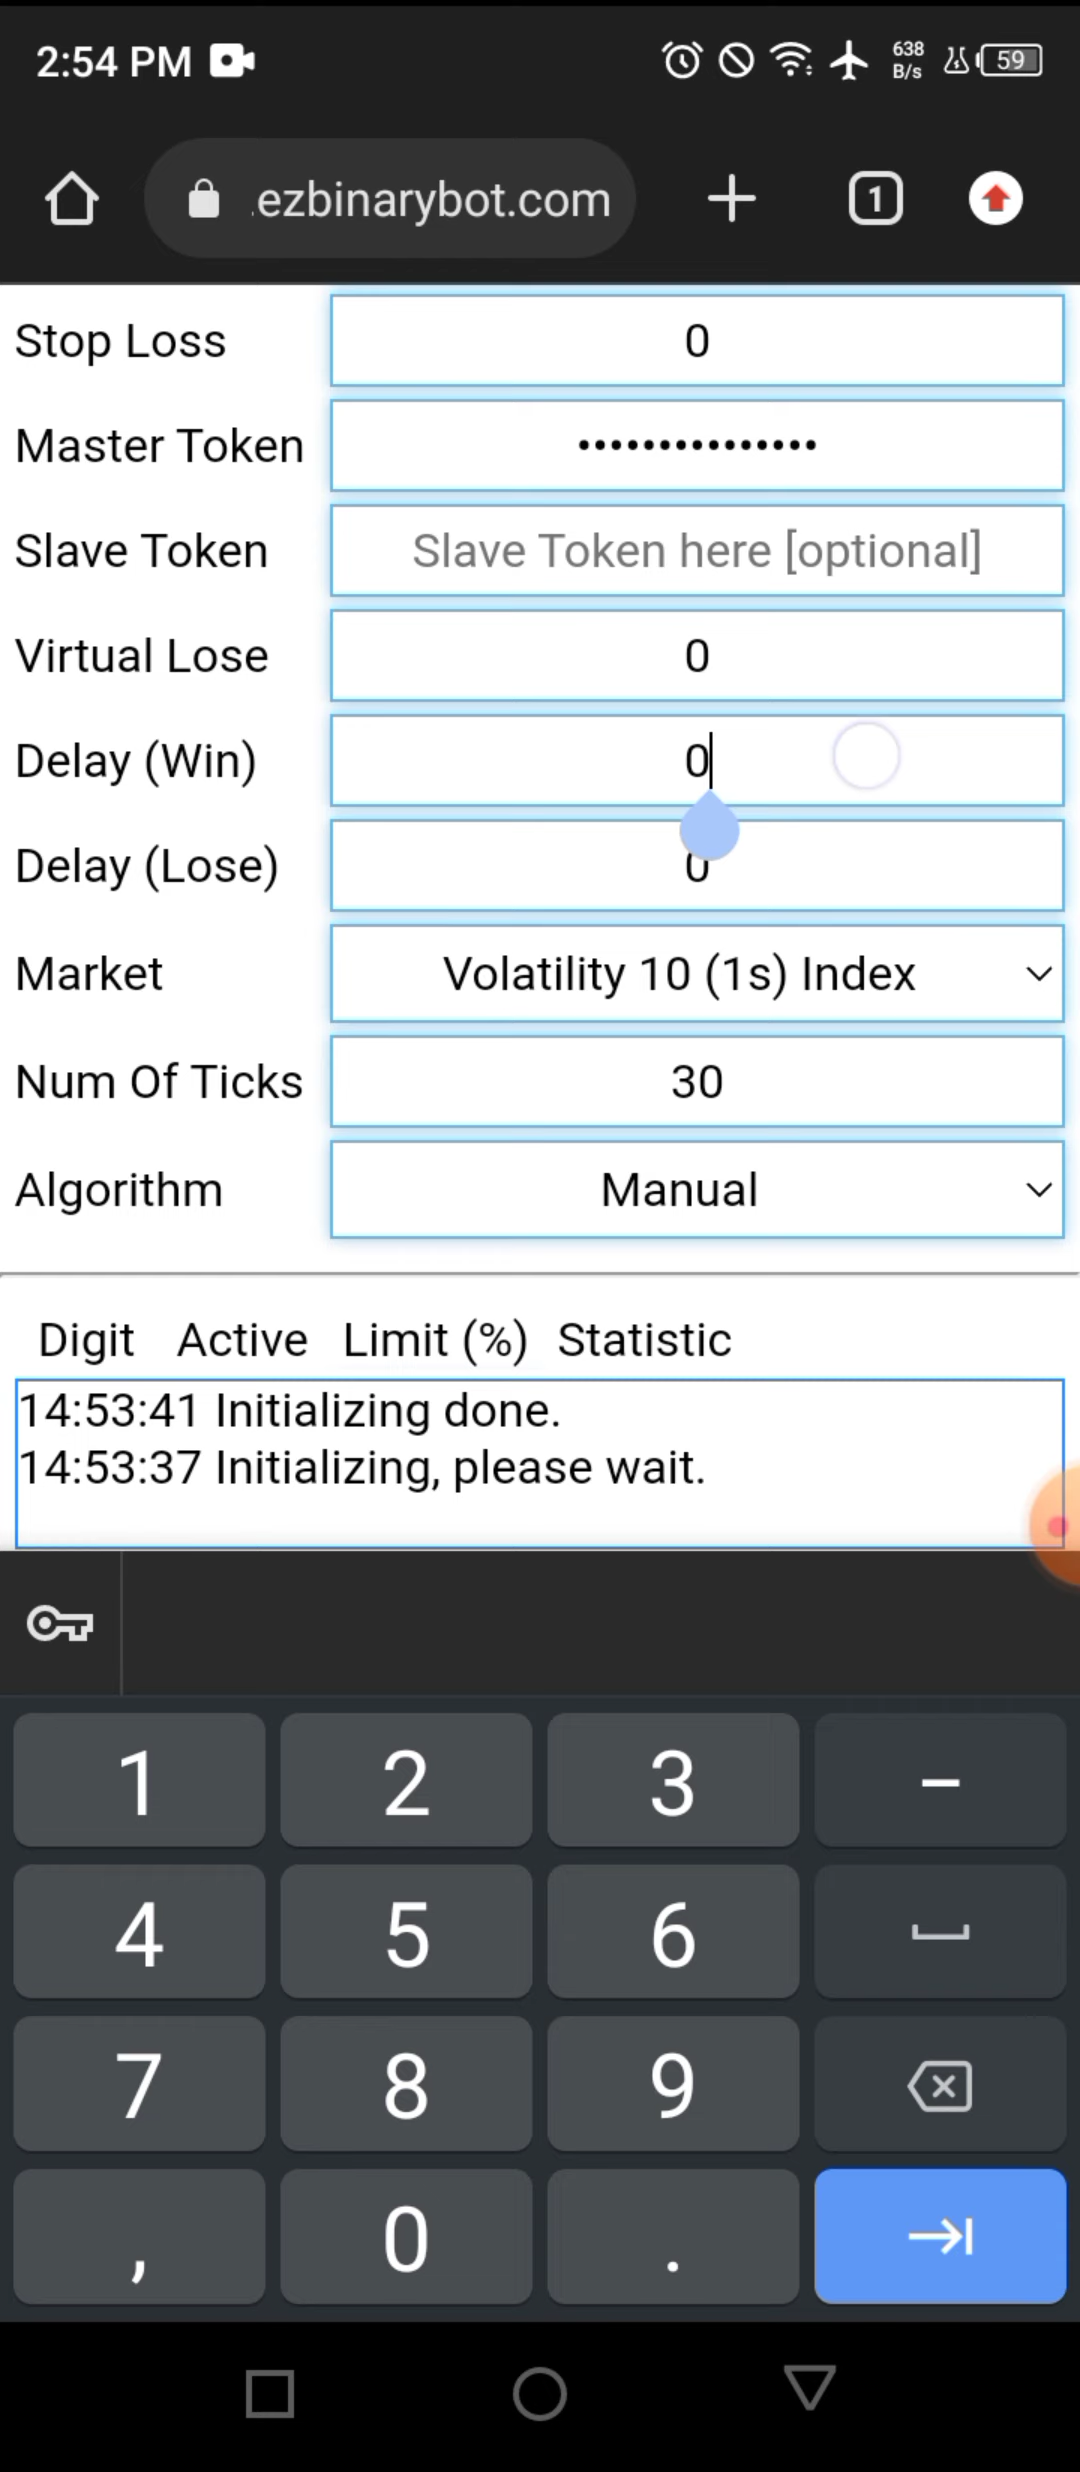 2:54 PM
638
B/s
59
.ezbinarybot.com
1
Stop Loss 0
Master Token •••••••••••••••
Slave Token Slave Token here [optional]
Virtual Lose 0
Delay (Win) 0
Delay (Lose) 0
Market Volatility 10 (1s) Index
Num Of Ticks 30
Algorithm Manual
Digit Active Limit (%) Statistic
14:53:41 Initializing done.
14:53:37 Initializing, please wait.
1 2 3 –
4 5 6
7 8 9
, 0 .